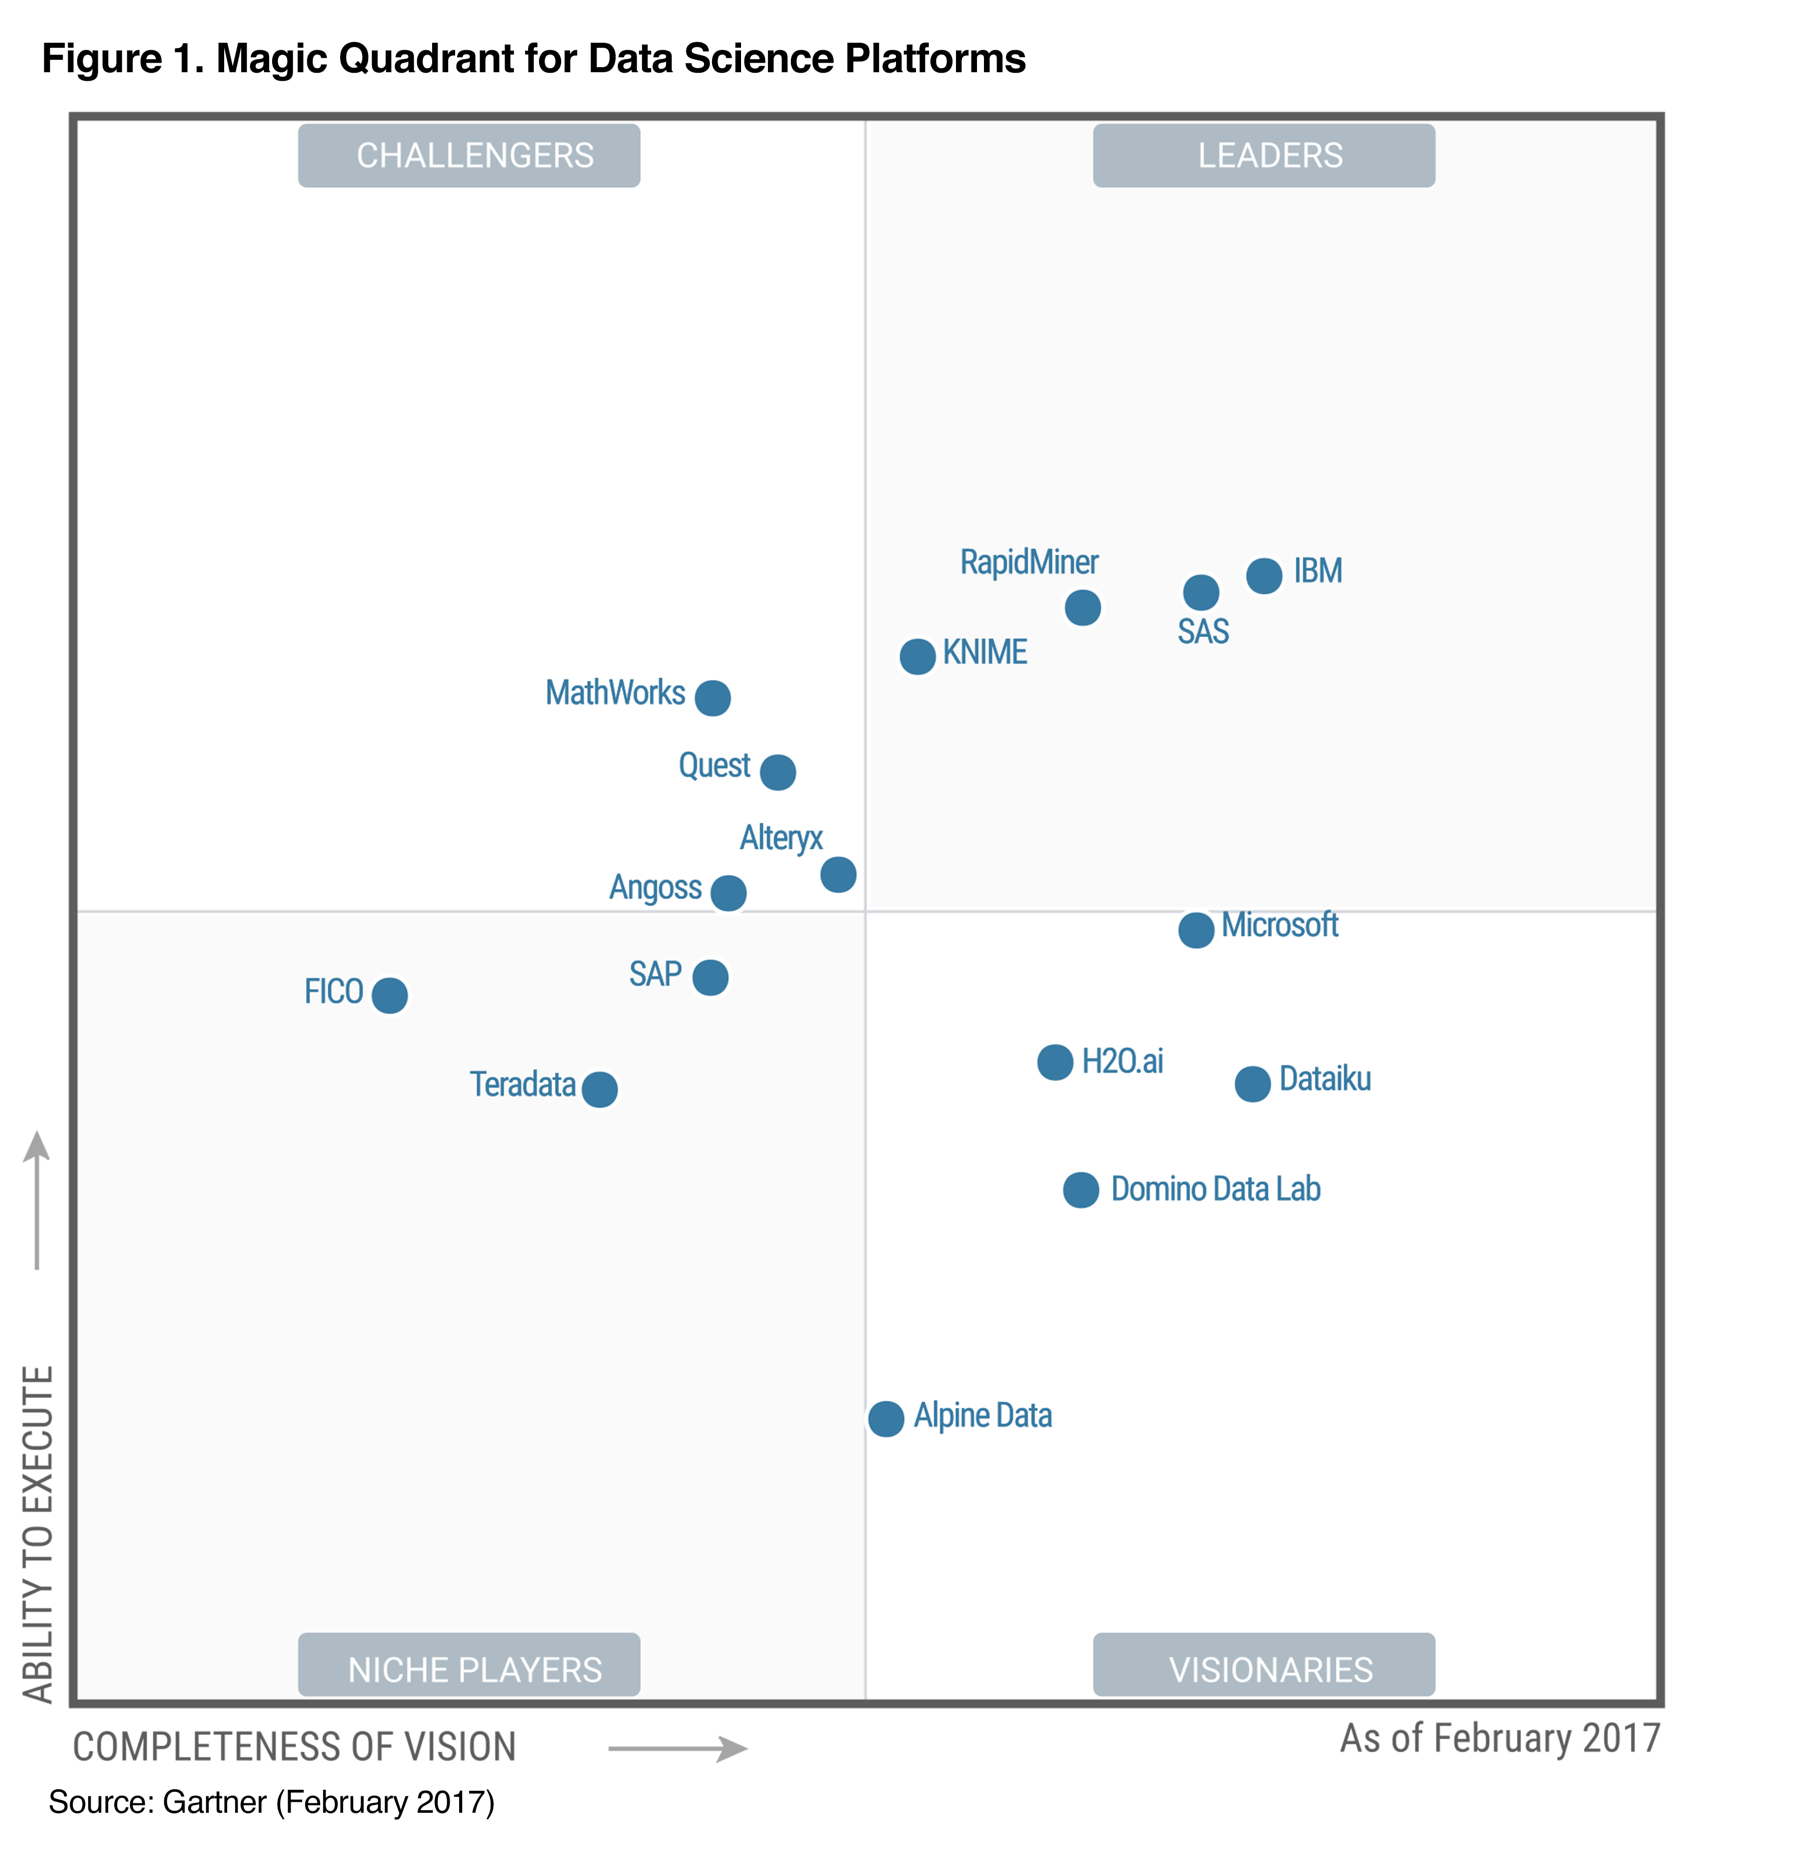 Figure 1. Magic Quadrant for Data Science Platforms
CHALLENGERS
LEADERS
RapidMiner
IBM
SAS
KNIME
MathWorks
Quest
Alteryx
Angoss
Microsoft
SAP
FICO
H2O.ai
Dataiku
Teradata
Domino Data Lab
Alpine Data
NICHE PLAYERS
VISIONARIES
ABILITY TO EXECUTE
COMPLETENESS OF VISION
As of February 2017
Source: Gartner (February 2017)